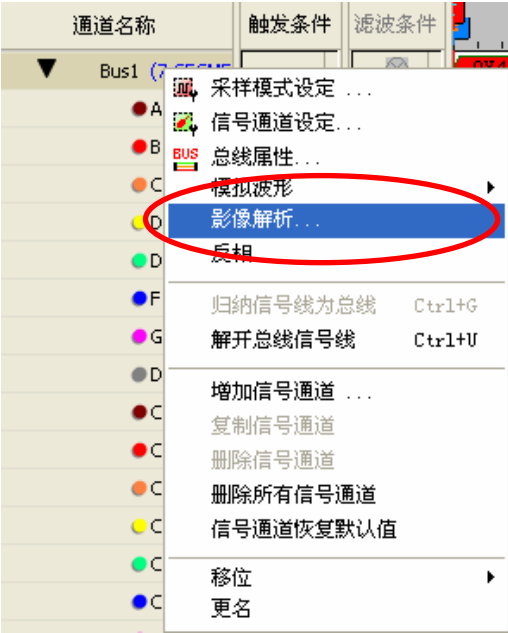 通道名称 触发条件 滤波条件
Bus1
采样模式设定 ...
A
信号通道设定...
B
BUS 总线属性...
C
模拟波形
D
影像解析...
D
反相
F
归纳信号线为总线 Ctrl+G
G
解开总线信号线 Ctrl+U
D
增加信号通道 ...
C
复制信号通道
C
删除信号通道
C
删除所有信号通道
C
信号通道恢复默认值
C
移位
C
更名